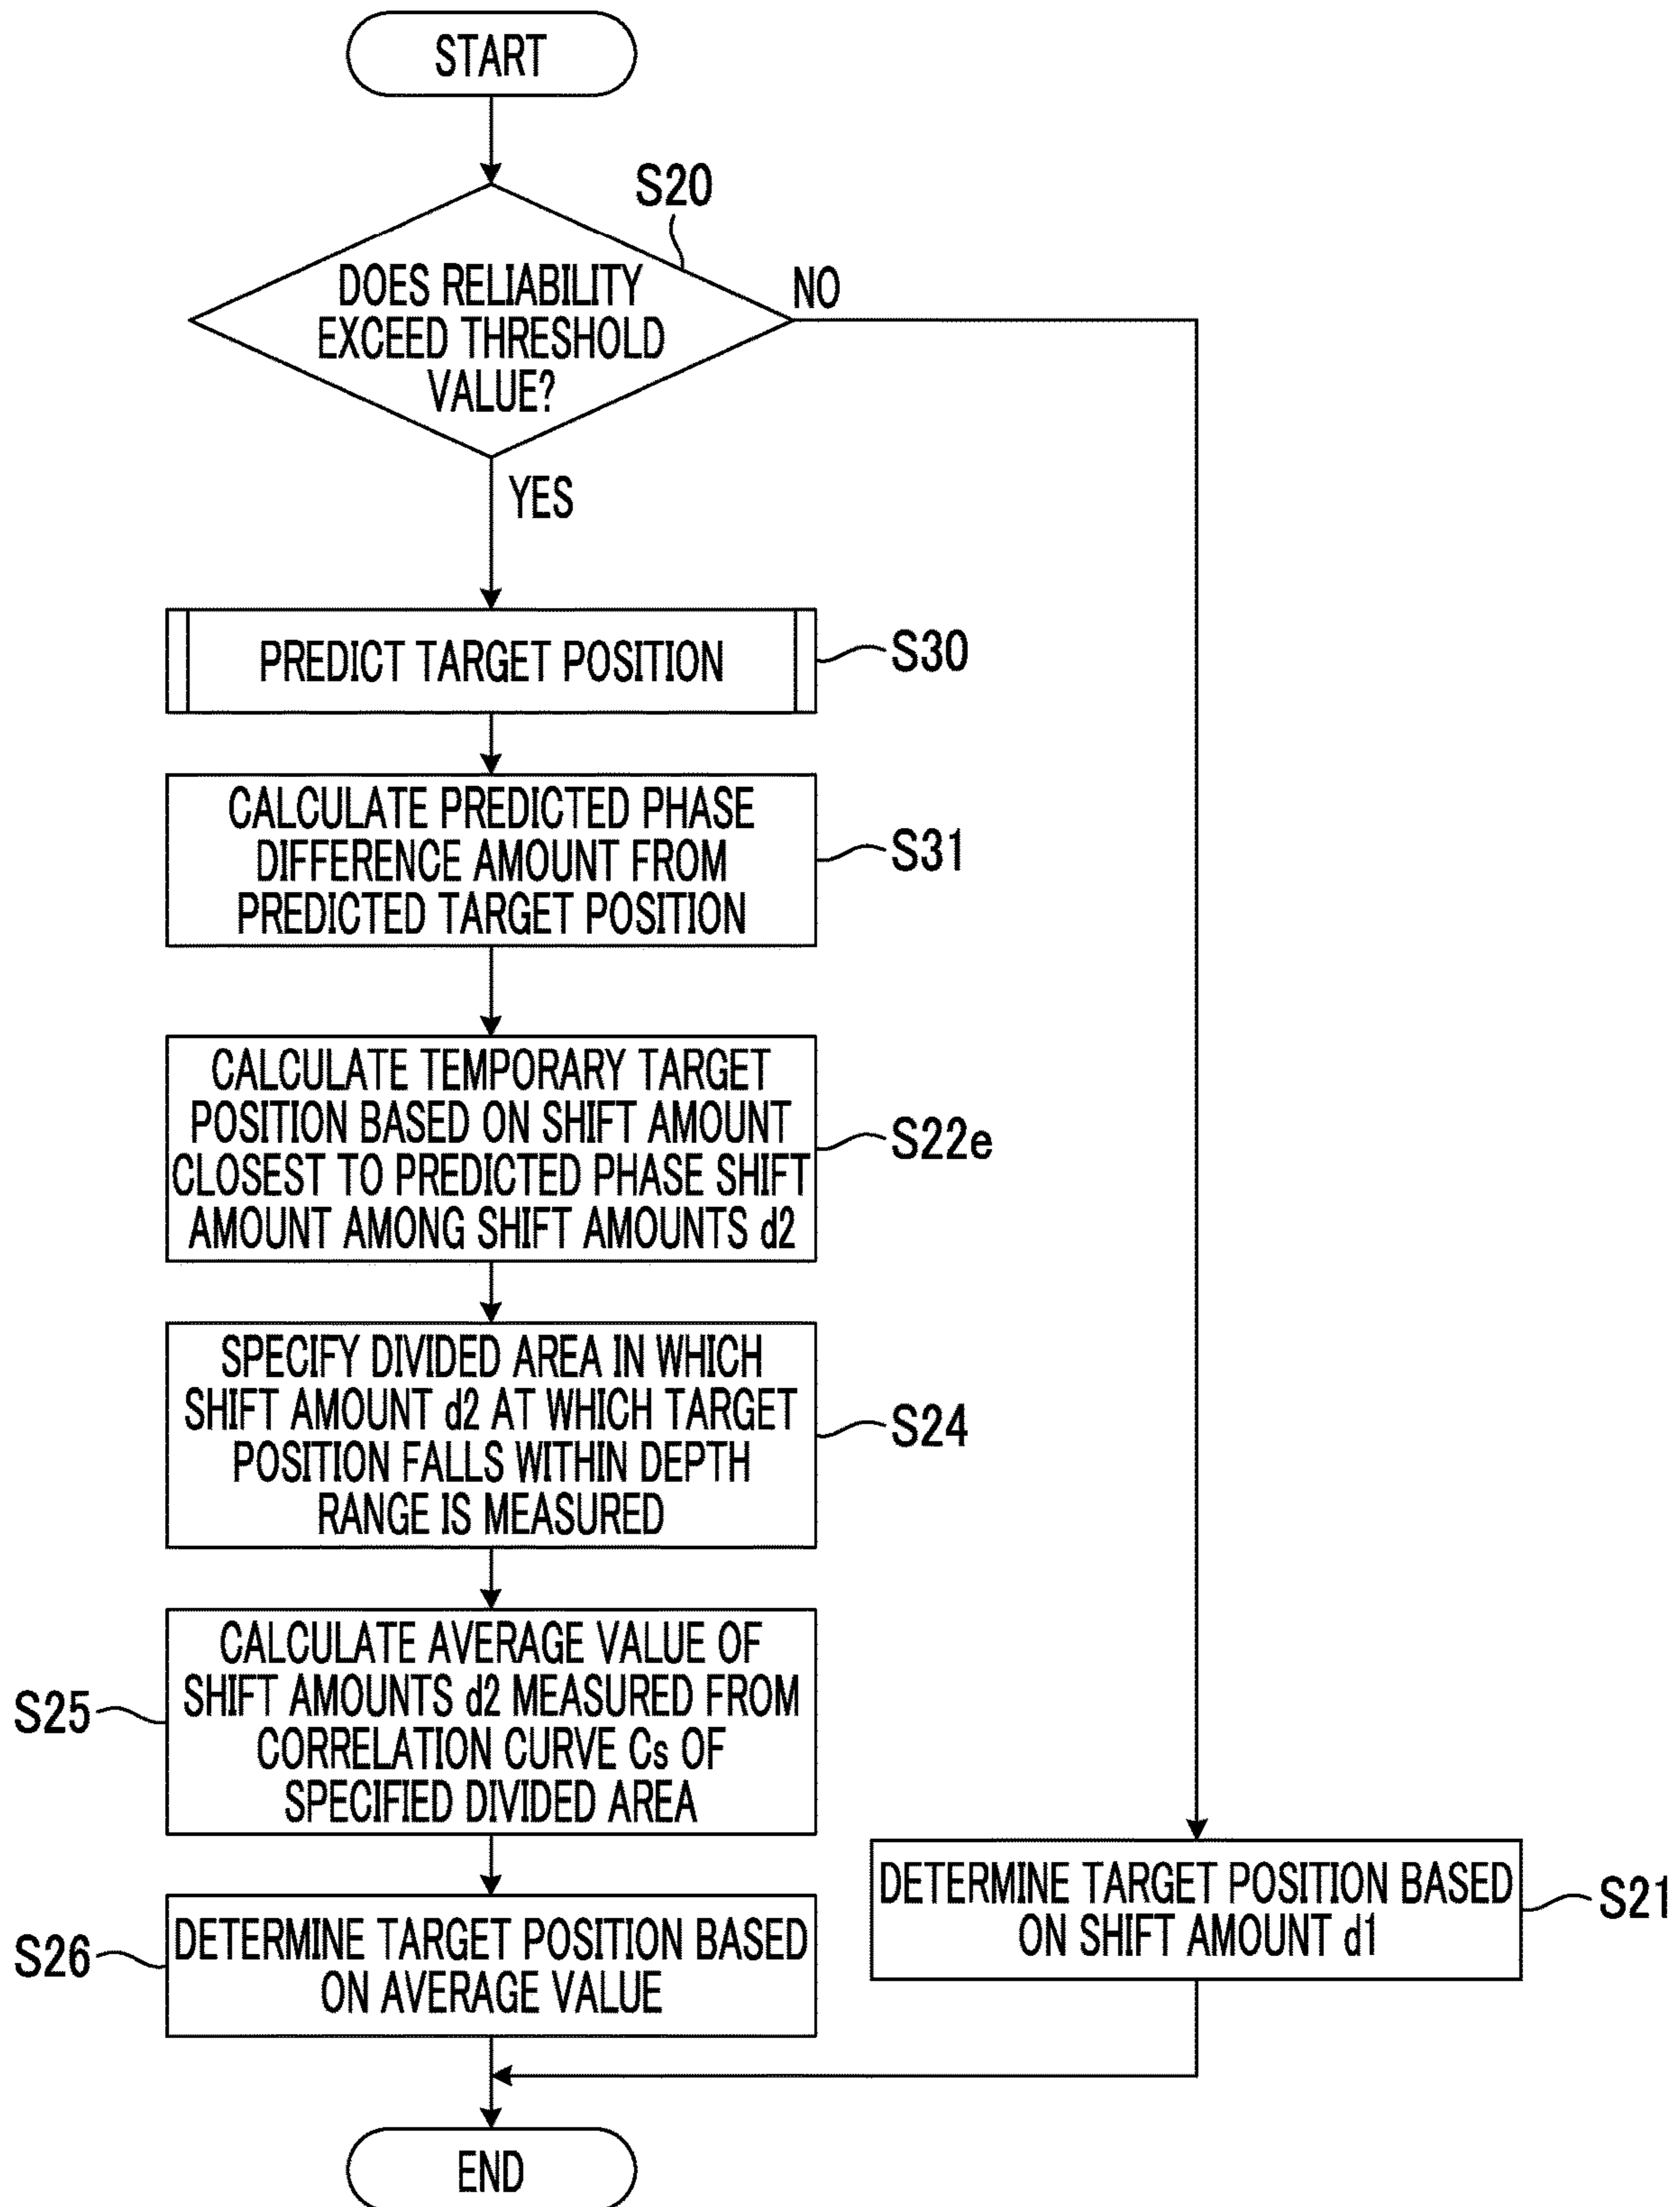 START
S20
DOES RELIABILITY
EXCEED THRESHOLD
VALUE?
NO
YES
PREDICT TARGET POSITION
S30
CALCULATE PREDICTED PHASE
DIFFERENCE AMOUNT FROM
PREDICTED TARGET POSITION
S31
CALCULATE TEMPORARY TARGET
POSITION BASED ON SHIFT AMOUNT
CLOSEST TO PREDICTED PHASE SHIFT
AMOUNT AMONG SHIFT AMOUNTS d2
S22e
SPECIFY DIVIDED AREA IN WHICH
SHIFT AMOUNT d2 AT WHICH TARGET
POSITION FALLS WITHIN DEPTH
RANGE IS MEASURED
S24
S25
CALCULATE AVERAGE VALUE OF
SHIFT AMOUNTS d2 MEASURED FROM
CORRELATION CURVE Cs OF
SPECIFIED DIVIDED AREA
S26
DETERMINE TARGET POSITION BASED
ON AVERAGE VALUE
DETERMINE TARGET POSITION BASED
ON SHIFT AMOUNT d1
S21
END